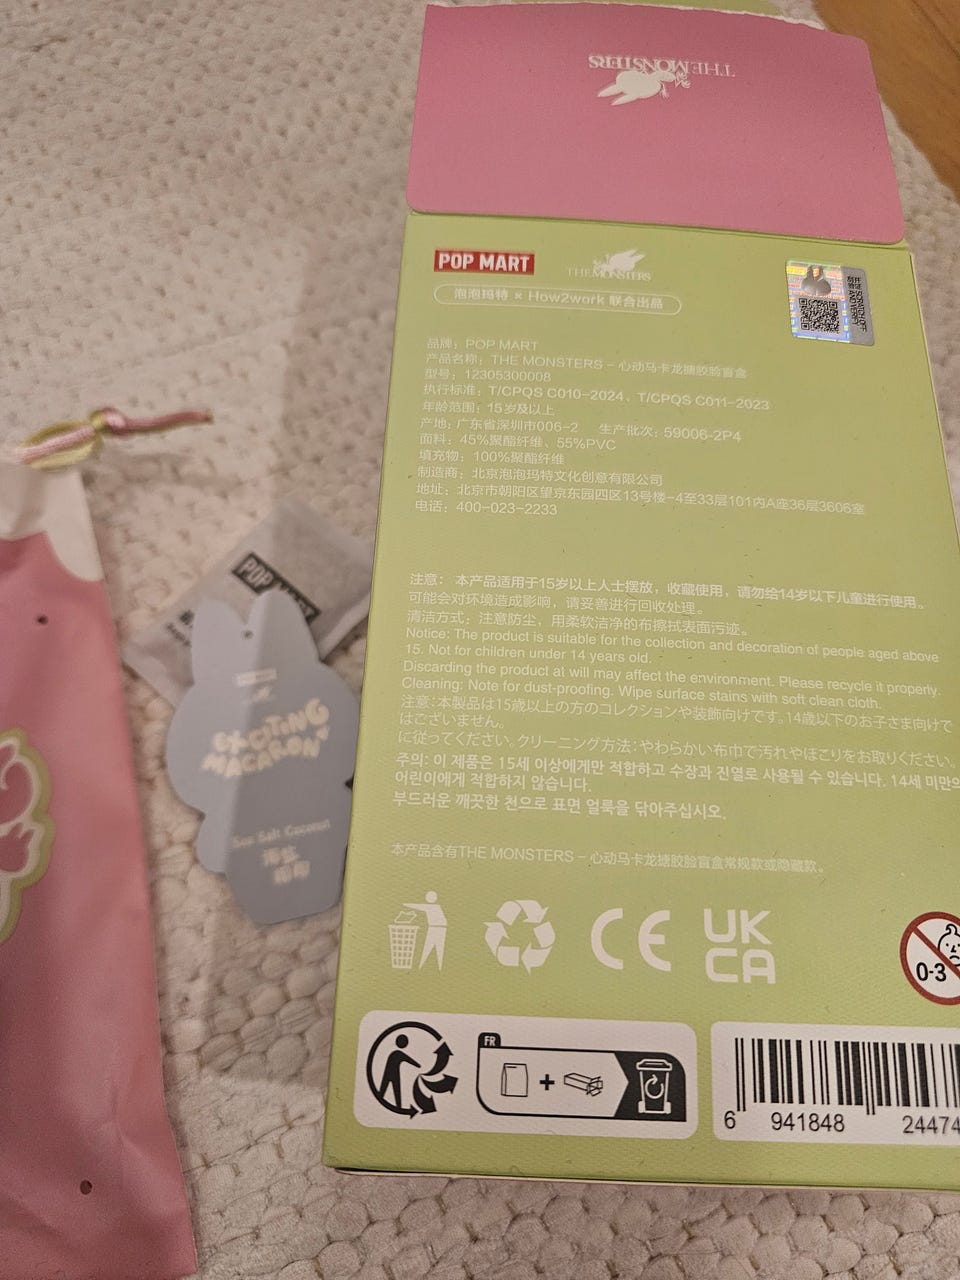 THE MONSTERS
POP MART
THE MONSTERS
泡泡玛特 × How2work 联合出品
刮开涂层 SCRATCH OFF
AND VERIFY
品牌：POP MART
产品名称：THE MONSTERS – 心动马卡龙搪胶脸盲盒
型号：12305300008
执行标准：T/CPQS C010-2024、T/CPQS C011-2023
年龄范围：15岁及以上
产地：广东省深圳市006-2 生产批次：59006-2P4
面料：45%聚酯纤维、55%PVC
填充物：100%聚酯纤维
制造商：北京泡泡玛特文化创意有限公司
地址：北京市朝阳区望京东园四区13号楼-4至33层101内A座36层3606室
电话：400-023-2233
注意： 本产品适用于15岁以上人士摆放，收藏使用，请勿给14岁以下儿童进行使用。
可能会对环境造成影响，请妥善进行回收处理。
清洁方式：注意防尘，用柔软洁净的布擦拭表面污迹。
Notice: The product is suitable for the collection and decoration of people aged above
15. Not for children under 14 years old.
Discarding the product at will may affect the environment. Please recycle it properly.
Cleaning: Note for dust-proofing. Wipe surface stains with soft clean cloth.
注意：本製品は15歳以上の方のコレクションや装飾向けです。14歳以下のお子さま向けで
はございません。
に従ってください。クリーニング方法：やわらかい布巾で汚れやほこりをお取りください。
주의: 이 제품은 15세 이상에게만 적합하고 수장과 진열로 사용될 수 있습니다. 14세 미만의
어린이에게 적합하지 않습니다.
부드러운 깨끗한 천으로 표면 얼룩을 닦아주십시오.
本产品含有THE MONSTERS – 心动马卡龙搪胶脸盲盒常规款或隐藏款。
CE
UK
CA
0-3
FR
6 941848 24474
POP MART
EXCITING
MACARON
Sea Salt Coconut
海盐
椰椰